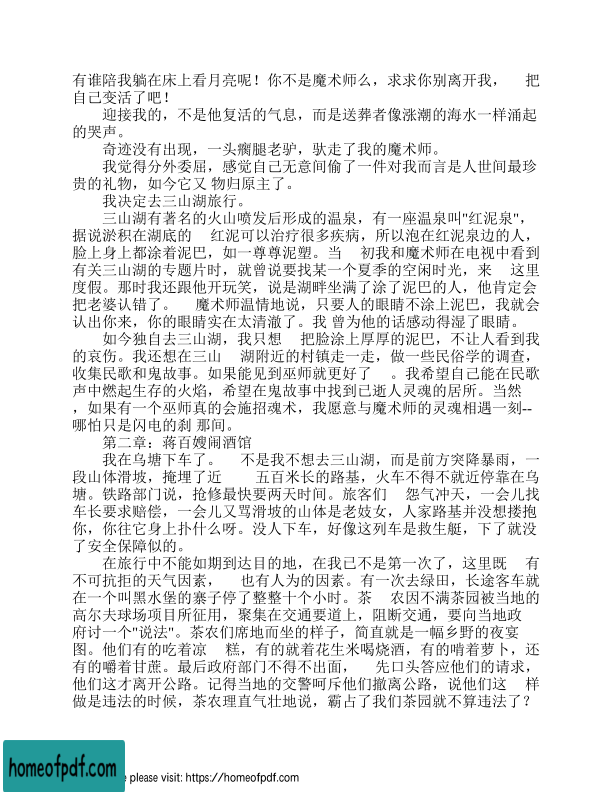 有谁陪我躺在床上看月亮呢！你不是魔术师么，求求你别离开我，　把
自己变活了吧！
　　迎接我的，不是他复活的气息，而是送葬者像涨潮的海水一样涌起
的哭声。
　　奇迹没有出现，一头瘸腿老驴，驮走了我的魔术师。
　　我觉得分外委屈，感觉自己无意间偷了一件对我而言是人世间最珍
贵的礼物，如今它又 物归原主了。
　　我决定去三山湖旅行。
　　三山湖有著名的火山喷发后形成的温泉，有一座温泉叫"红泥泉"，
据说淤积在湖底的　 红泥可以治疗很多疾病，所以泡在红泥泉边的人，
脸上身上都涂着泥巴，如一尊尊泥塑。当　 初我和魔术师在电视中看到
有关三山湖的专题片时，就曾说要找某一个夏季的空闲时光，来　 这里
度假。那时我还跟他开玩笑，说是湖畔坐满了涂了泥巴的人，他肯定会
把老婆认错了。　 魔术师温情地说，只要人的眼睛不涂上泥巴，我就会
认出你来，你的眼睛实在太清澈了。我 曾为他的话感动得湿了眼睛。
　　如今独自去三山湖，我只想　 把脸涂上厚厚的泥巴，不让人看到我
的哀伤。我还想在三山　 湖附近的村镇走一走，做一些民俗学的调查，
收集民歌和鬼故事。如果能见到巫师就更好了　 。我希望自己能在民歌
声中燃起生存的火焰，希望在鬼故事中找到已逝人灵魂的居所。当然
，如果有一个巫师真的会施招魂术，我愿意与魔术师的灵魂相遇一刻--
哪怕只是闪电的刹 那间。
　　第二章：蒋百嫂闹酒馆
　　我在乌塘下车了。　 不是我不想去三山湖，而是前方突降暴雨，一
段山体滑坡，掩埋了近　　 五百米长的路基，火车不得不就近停靠在乌
塘。铁路部门说，抢修最快要两天时间。旅客们　 怨气冲天，一会儿找
车长要求赔偿，一会儿又骂滑坡的山体是老妓女，人家路基并没想搂抱
你，你往它身上扑什么呀。没人下车，好像这列车是救生艇，下了就没
了安全保障似的。
　　在旅行中不能如期到达目的地，在我已不是第一次了，这里既　 有
不可抗拒的天气因素，　 也有人为的因素。有一次去绿田，长途客车就
在一个叫黑水堡的寨子停了整整十个小时。茶　 农因不满茶园被当地的
高尔夫球场项目所征用，聚集在交通要道上，阻断交通，要向当地政
府讨一个"说法"。茶农们席地而坐的样子，简直就是一幅乡野的夜宴
图。他们有的吃着凉　 糕，有的就着花生米喝烧酒，有的啃着萝卜，还
有的嚼着甘蔗。最后政府部门不得不出面，　 先口头答应他们的请求，
他们这才离开公路。记得当地的交警呵斥他们撤离公路，说他们这　 样
做是违法的时候，茶农理直气壮地说，霸占了我们茶园就不算违法了？
homeofpdf.com
e please visit: https://homeofpdf.com